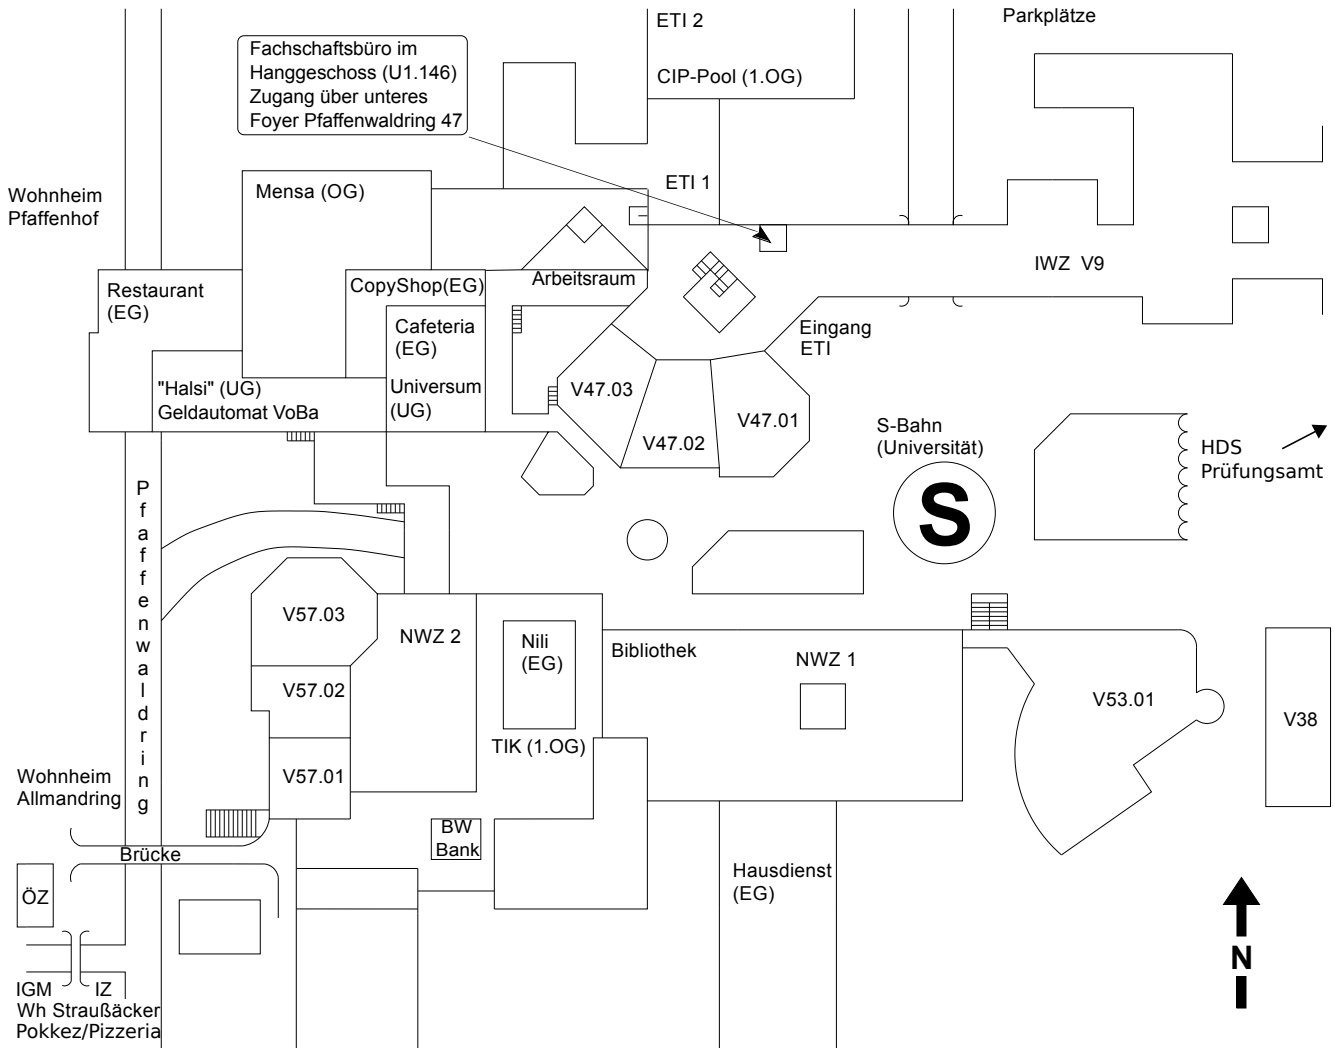 ETI 2
Parkplätze
Fachschaftsbüro im
Hanggeschoss (U1.146)
Zugang über unteres
Foyer Pfaffenwaldring 47
CIP-Pool (1.OG)
Wohnheim
Pfaffenhof
Mensa (OG)
ETI 1
IWZ V9
Restaurant
(EG)
CopyShop(EG)
Arbeitsraum
Cafeteria
(EG)
Eingang
ETI
"Halsi" (UG)
Geldautomat VoBa
Universum
(UG)
V47.03
V47.02
V47.01
S-Bahn
(Universität)
S
HDS
Prüfungsamt
Pfaffenwaldring
V57.03
NWZ 2
Nili
(EG)
Bibliothek
NWZ 1
V57.02
V53.01
V38
TIK (1.OG)
V57.01
Wohnheim
Allmandring
BW
Bank
Brücke
Hausdienst
(EG)
ÖZ
N
IGM
IZ
Wh Straußäcker
Pokkez/Pizzeria